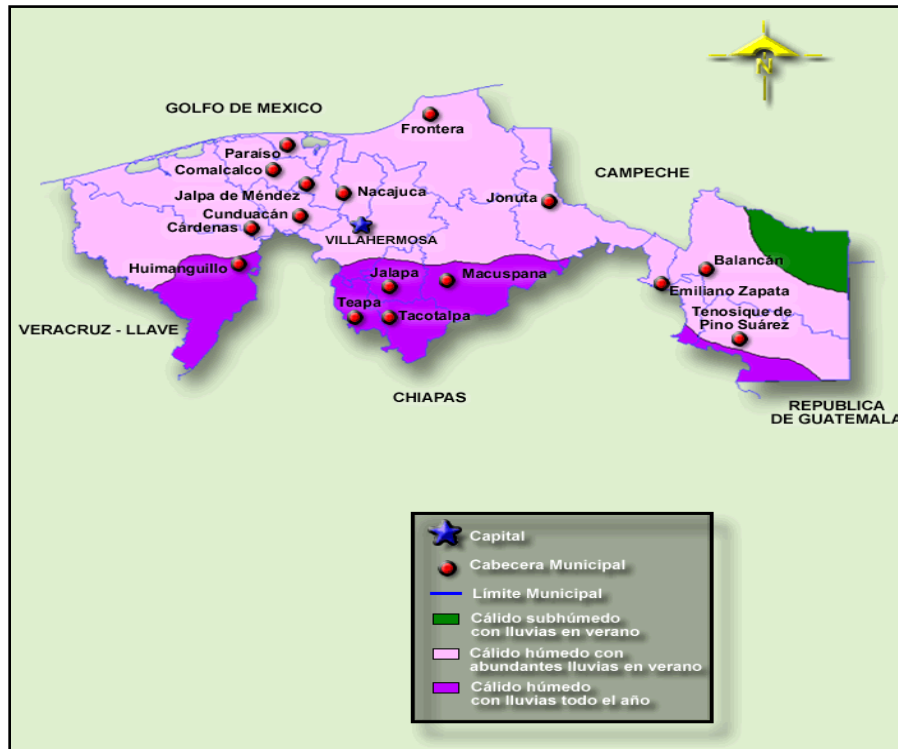 N
GOLFO DE MEXICO
Frontera
Paraíso
Comalcalco
CAMPECHE
Jalpa de Méndez
Nacajuca
Jonuta
Cunduacán
Cárdenas
VILLAHERMOSA
Huimanguillo
Jalapa
Macuspana
Balancán
Emiliano Zapata
Teapa
Tacotalpa
Tenosique de
Pino Suárez
VERACRUZ - LLAVE
CHIAPAS
REPUBLICA
DE GUATEMALA
Capital
Cabecera Municipal
Límite Municipal
Cálido subhúmedo
con lluvias en verano
Cálido húmedo con
abundantes lluvias en verano
Cálido húmedo
con lluvias todo el año